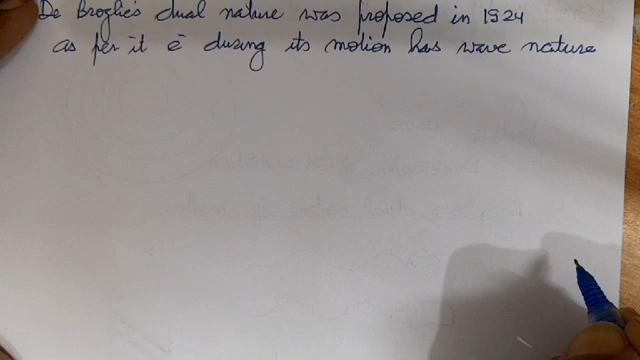 De Broglie's dual nature was proposed in 1924
as per it e⁻ during its motion has wave nature